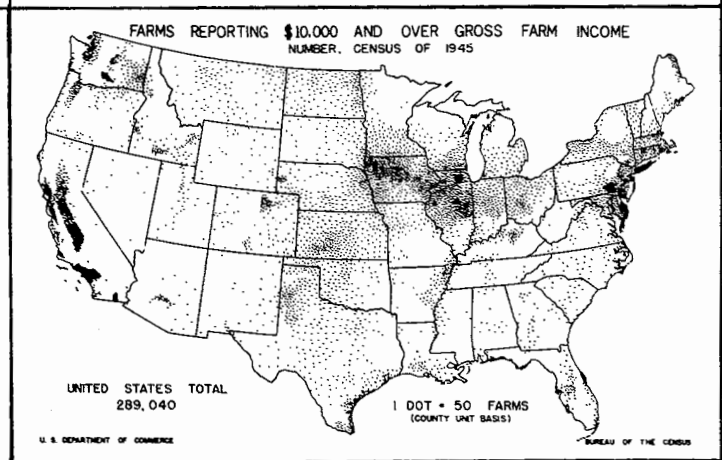 FARMS REPORTING $10,000 AND OVER GROSS FARM INCOME
NUMBER, CENSUS OF 1945
UNITED STATES TOTAL
289,040
1 DOT = 50 FARMS
(COUNTY UNIT BASIS)
U. S. DEPARTMENT OF COMMERCE
BUREAU OF THE CENSUS